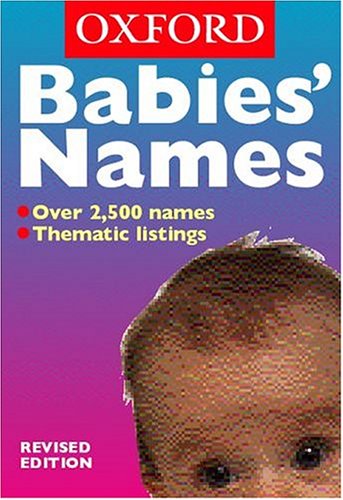 OXFORD
Babies’
Names
Over 2,500 names
Thematic listings
REVISED
EDITION